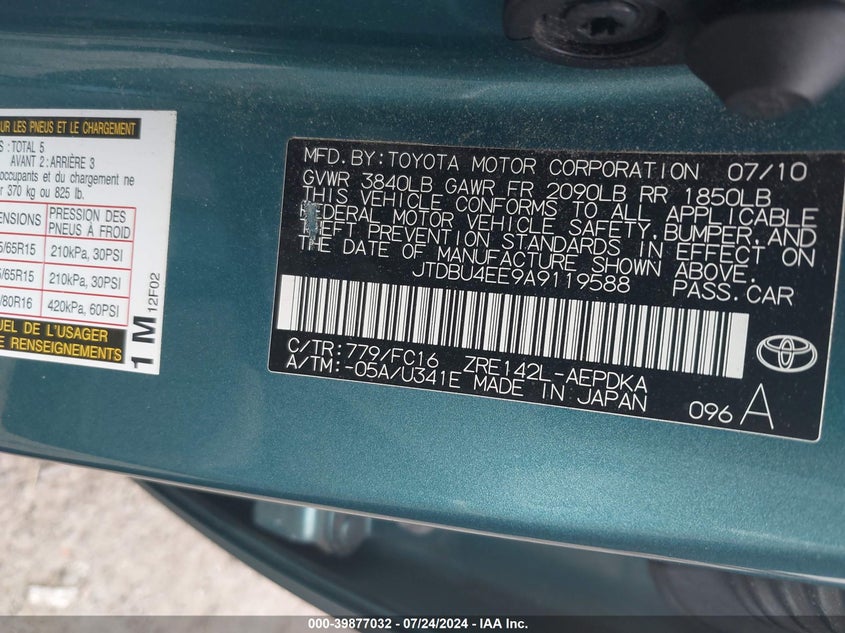 UR LES PNEUS ET LE CHARGEMENT
S : TOTAL 5
AVANT 2 : ARRIÈRE 3
occupants et du chargement ne
r 370 kg ou 825 lb.
ENSIONS PRESSION DES PNEUS À FROID
5/65R15 210kPa, 30PSI
5/65R15 210kPa, 30PSI
/80R16 420kPa, 60PSI
UEL DE L'USAGER
E RENSEIGNEMENTS
1 M 12F02
MFD. BY: TOYOTA MOTOR CORPORATION 07/10
GVWR 3840LB GAWR FR 2090LB RR 1850LB
THIS VEHICLE CONFORMS TO ALL APPLICABLE
FEDERAL MOTOR VEHICLE SAFETY, BUMPER, AND
THEFT PREVENTION STANDARDS IN EFFECT ON
THE DATE OF MANUFACTURE SHOWN ABOVE.
JTDBU4EE9A9119588 PASS. CAR
C/TR: 779/FC16 ZRE142L-AEPDKA
A/TM: -05A/U341E MADE IN JAPAN
096 A
000-39877032 - 07/24/2024 - IAA Inc.